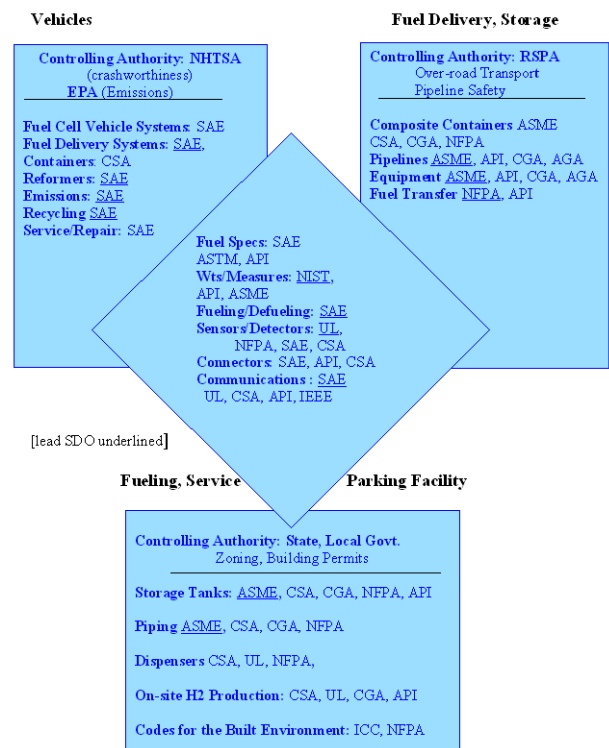 Vehicles
Controlling Authority: NHTSA
(crashworthiness)
EPA (Emissions)
Fuel Cell Vehicle Systems: SAE
Fuel Delivery Systems: SAE,
Containers: CSA
Reformers: SAE
Emissions: SAE
Recycling SAE
Service/Repair: SAE
Fuel Delivery, Storage
Controlling Authority: RSPA
Over-road Transport
Pipeline Safety
Composite Containers ASME
CSA, CGA, NFPA
Pipelines ASME, API, CGA, AGA
Equipment ASME, API, CGA, AGA
Fuel Transfer NFPA, API
Fuel Specs: SAE
ASTM, API
Wts/Measures: NIST,
API, ASME
Fueling/Defueling: SAE
Sensors/Detectors: UL,
NFPA, SAE, CSA
Connectors: SAE, API, CSA
Communications : SAE
UL, CSA, API, IEEE
[lead SDO underlined]
Fueling, Service
Parking Facility
Controlling Authority: State, Local Govt.
Zoning, Building Permits
Storage Tanks: ASME, CSA, CGA, NFPA, API
Piping ASME, CSA, CGA, NFPA
Dispensers CSA, UL, NFPA,
On-site H2 Production: CSA, UL, CGA, API
Codes for the Built Environment: ICC, NFPA